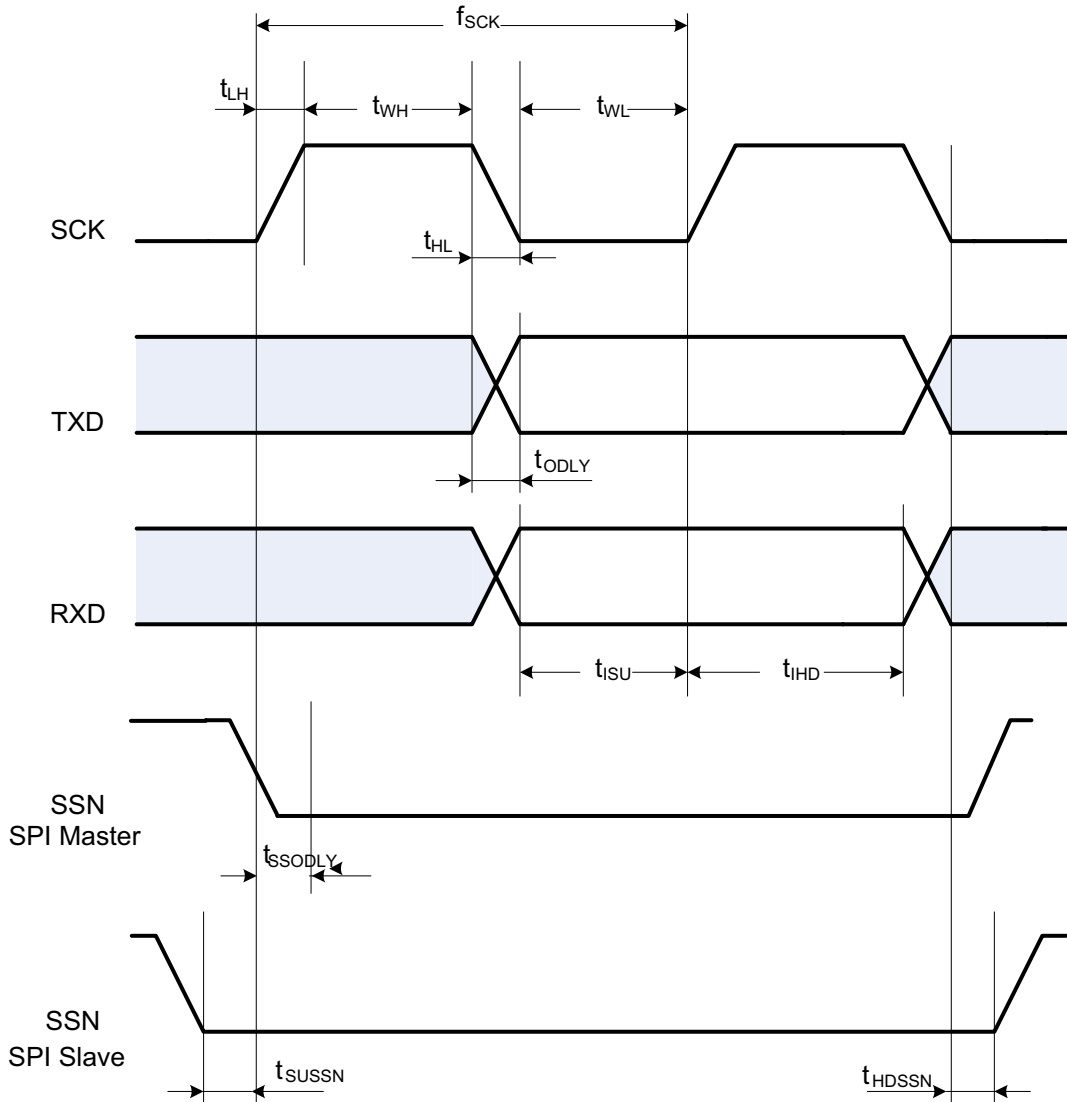 fSCK
tLH
tWH
tWL
SCK
tHL
TXD
tODLY
RXD
tISU
tIHD
SSN
SPI Master
tSSODLY
SSN
SPI Slave
tSUSSN
tHDSSN